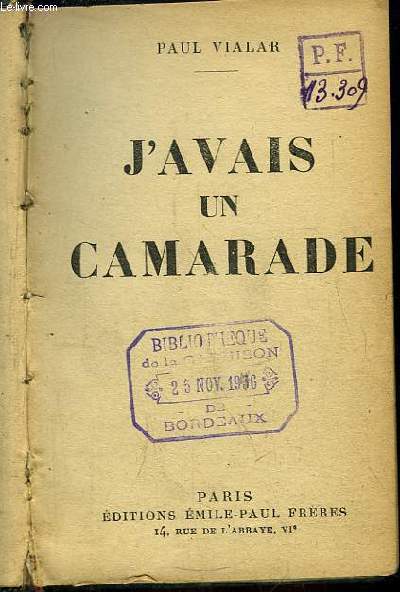 LE-LIVRE
PAUL VIALAR
P.F.
13.309
J'AVAIS
UN
CAMARADE
BIBLIOTHEQUE
de la GARNISON
25 NOV. 1936
DE
BORDEAUX
PARIS
ÉDITIONS ÉMILE-PAUL FRÈRES
14, RUE DE L'ABBAYE, VIᵉ